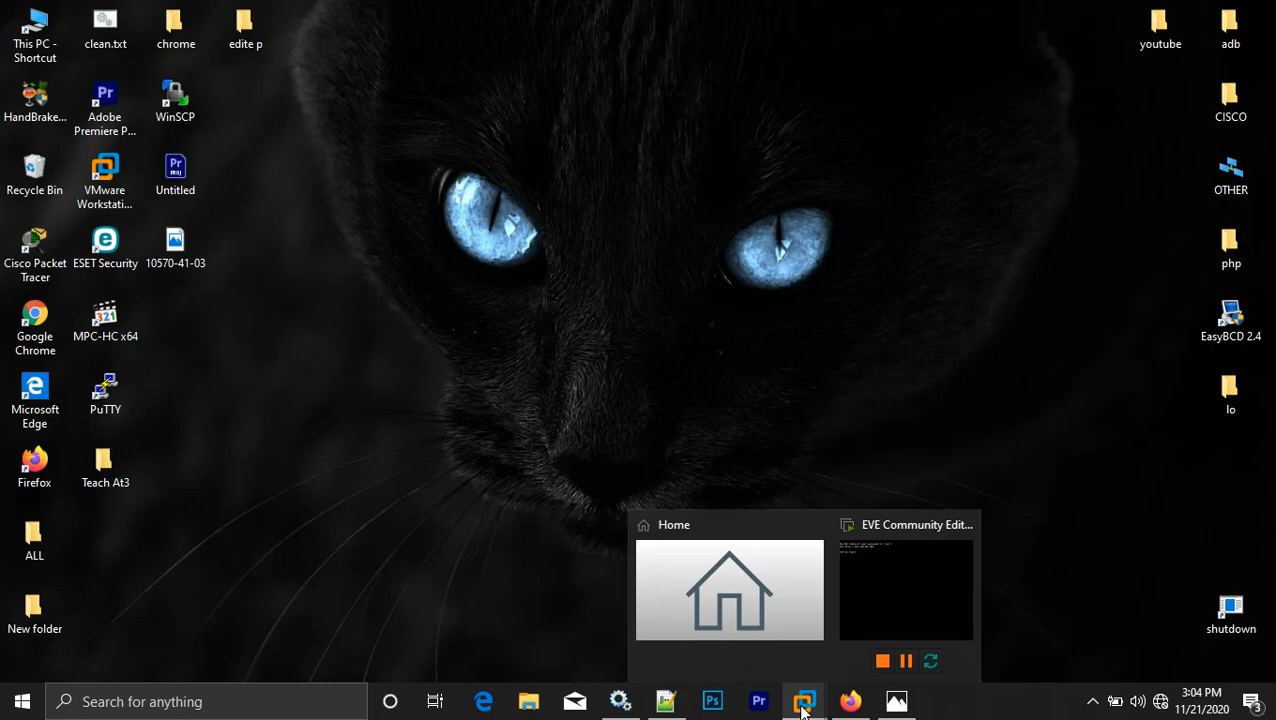 This PC -
Shortcut
clean.txt
chrome
edite p
youtube
adb
HandBrake...
Adobe
Premiere P...
WinSCP
CISCO
Recycle Bin
VMware
Workstati...
Untitled
OTHER
Cisco Packet
Tracer
ESET Security
10570-41-03
php
Google
Chrome
MPC-HC x64
EasyBCD 2.4
Microsoft
Edge
PuTTY
lo
Firefox
Teach At3
ALL
New folder
shutdown
Home
EVE Community Edit...
Search for anything
3:04 PM
11/21/2020
3